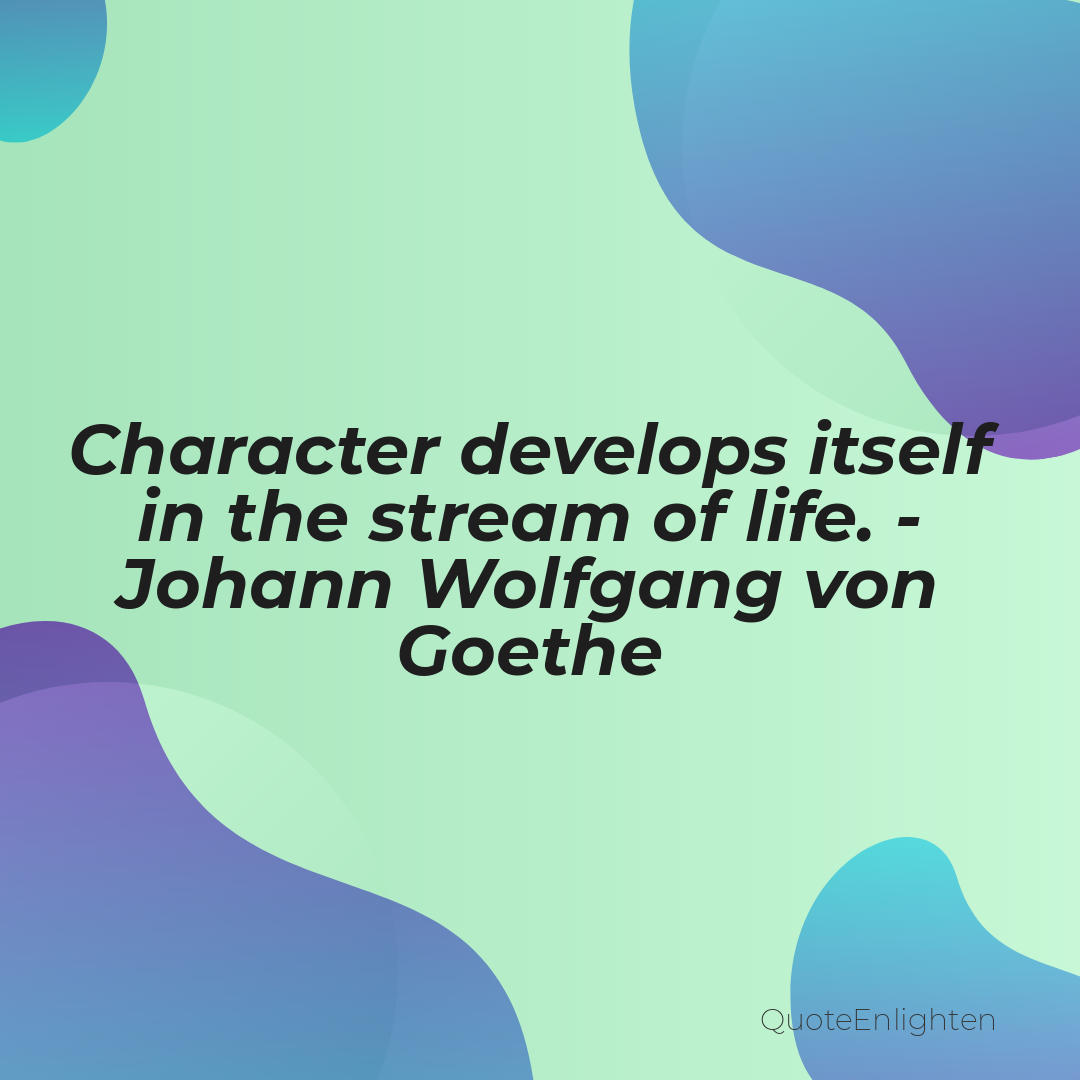 Character develops itself
in the stream of life. -
Johann Wolfgang von
Goethe
QuoteEnlighten